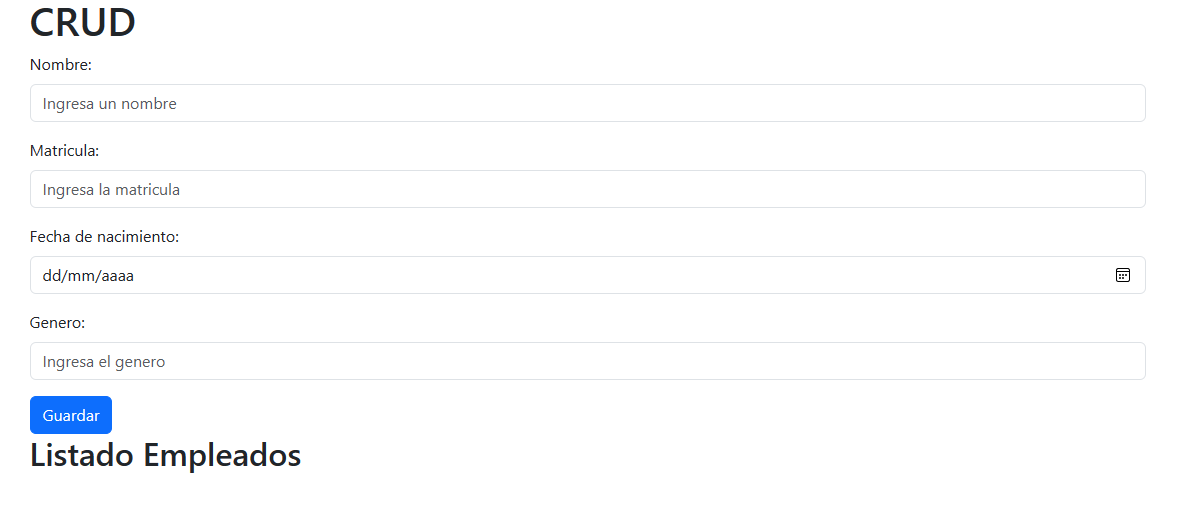 CRUD
Nombre:
Ingresa un nombre
Matricula:
Ingresa la matricula
Fecha de nacimiento:
dd/mm/aaaa
Genero:
Ingresa el genero
Guardar
Listado Empleados